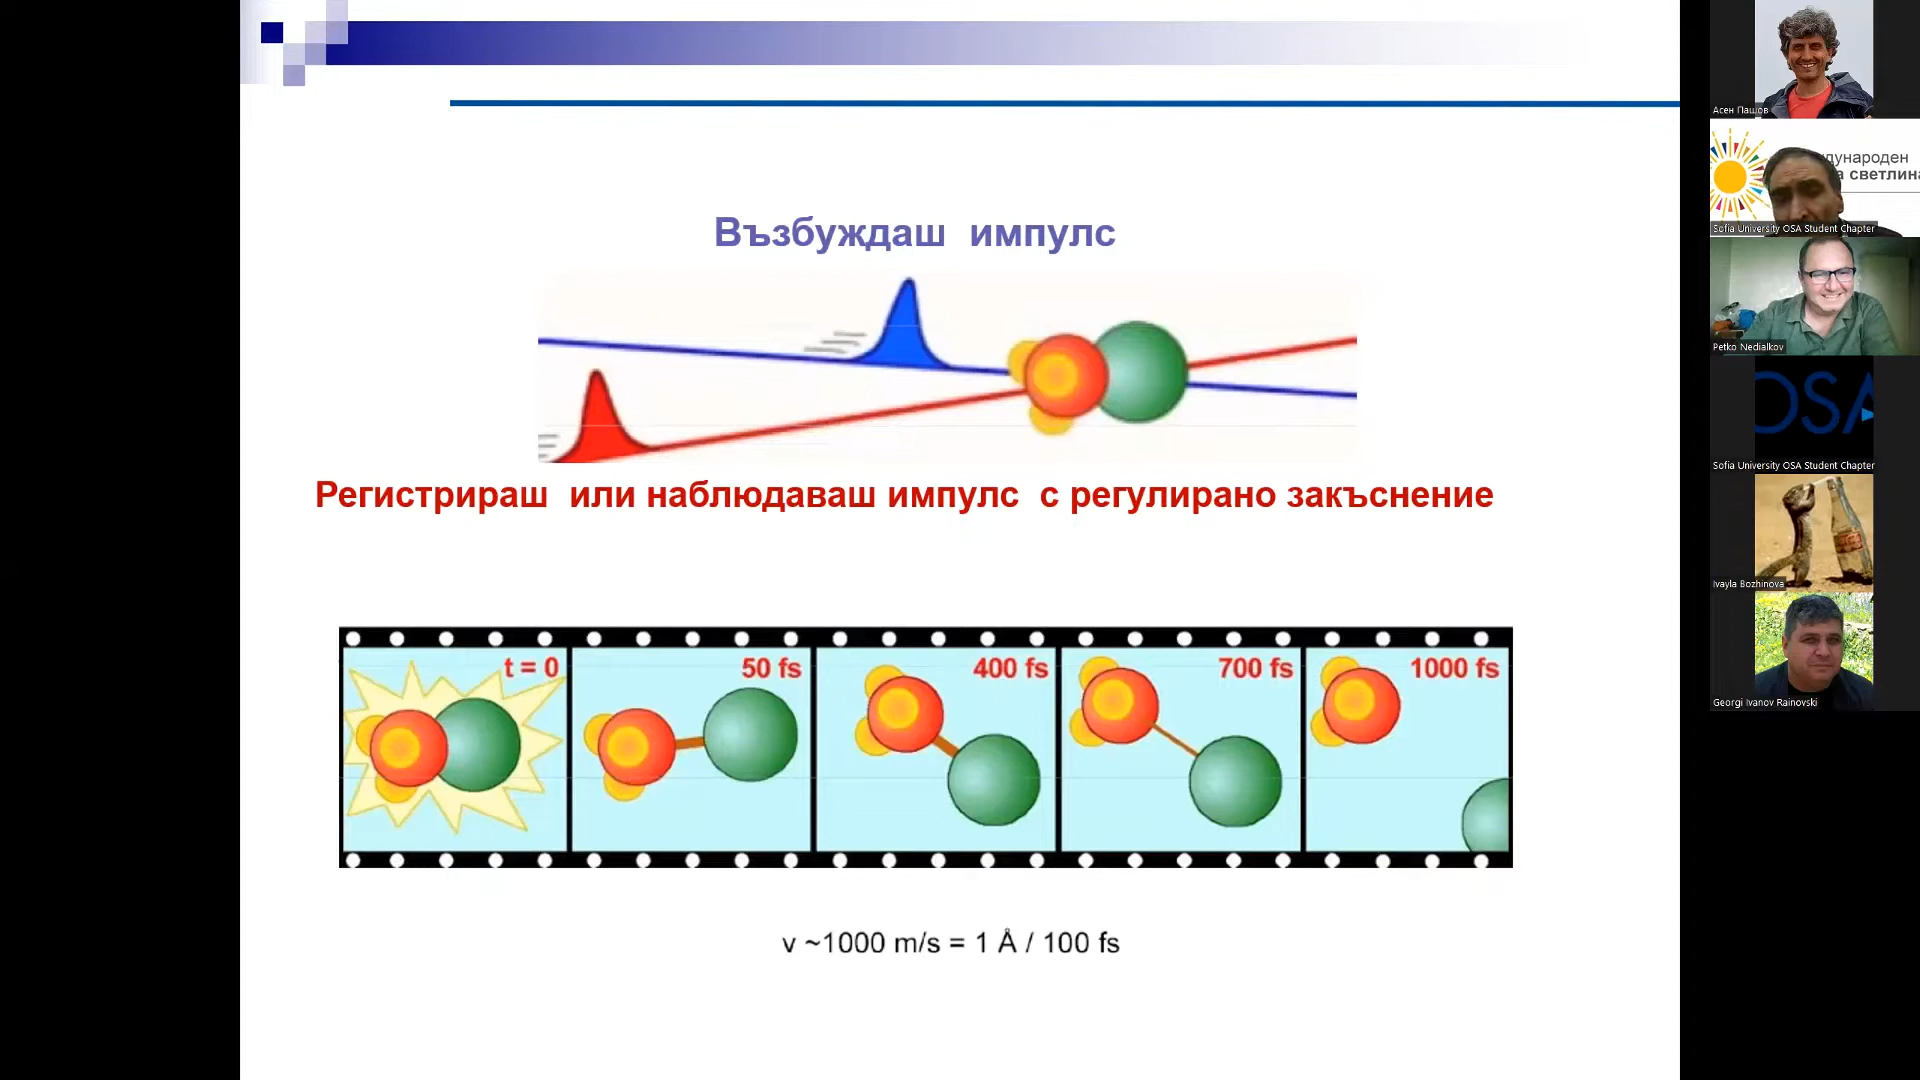 Възбуждаш импулс
Регистрираш или наблюдаваш импулс с регулирано закъснение
t = 0
50 fs
400 fs
700 fs
1000 fs
v ~1000 m/s = 1 Å / 100 fs
Асен Пашов
светлина
Sofia University OSA Student Chapter
Petko Nedialkov
OSA
Sofia University OSA Student Chapter
Ivayla Bozhinova
Georgi Ivanov Rainovski